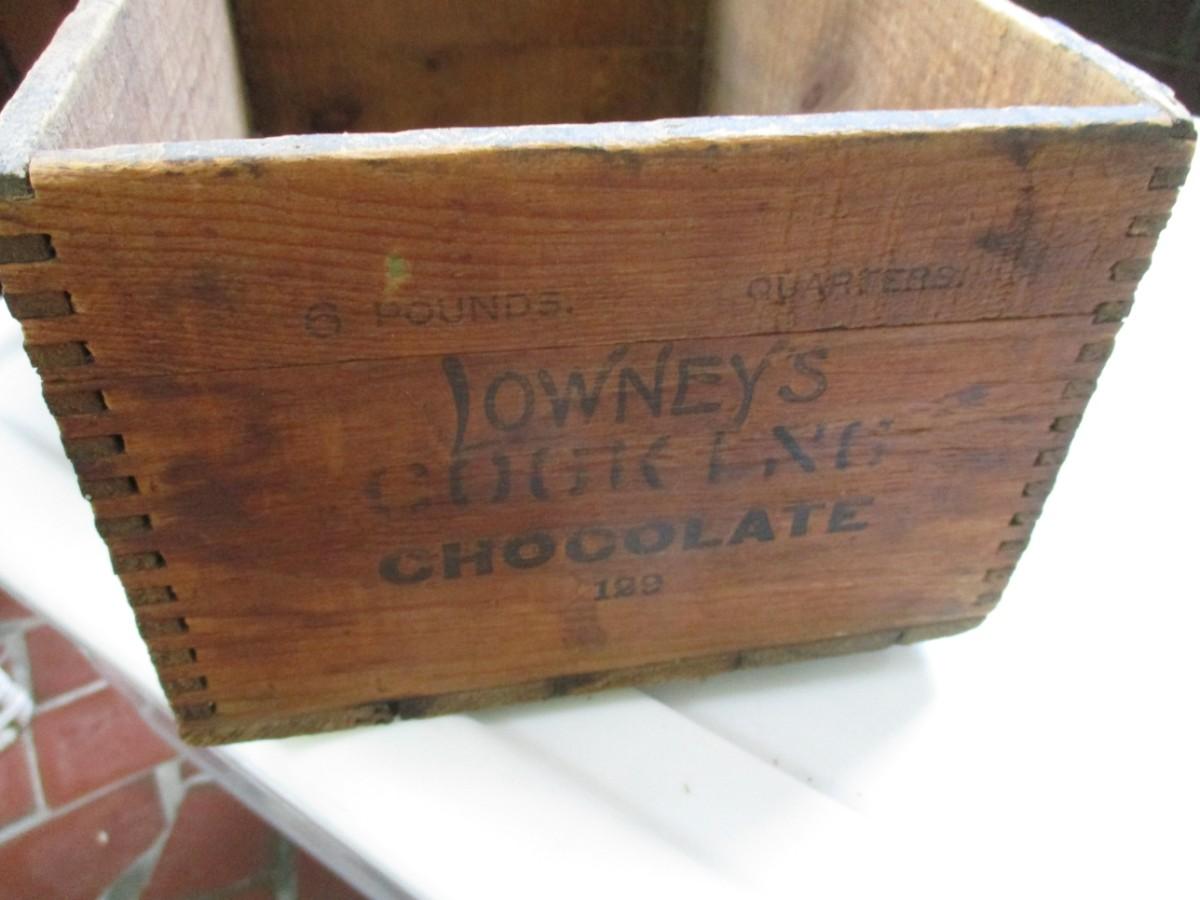 6 POUNDS. QUARTERS.
LOWNEY'S
COOKING
CHOCOLATE
129